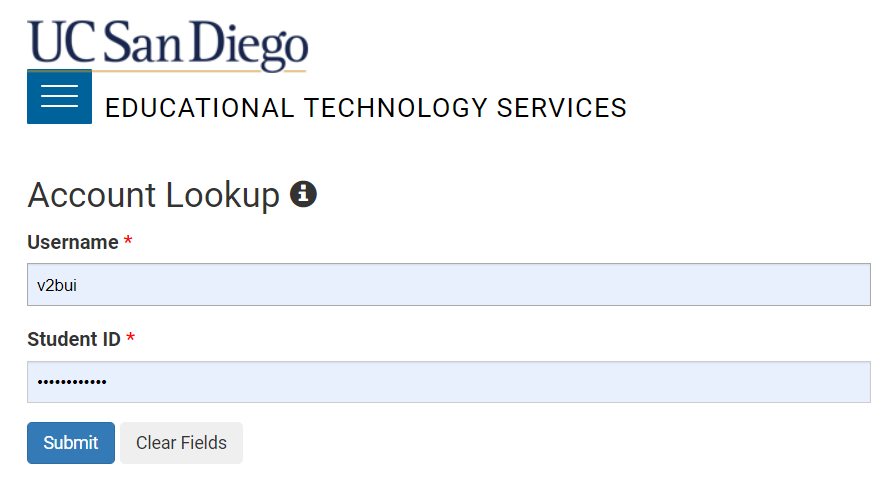 UC San Diego
EDUCATIONAL TECHNOLOGY SERVICES
Account Lookup
Username *
v2bui
Student ID *
••••••••••••
Submit Clear Fields